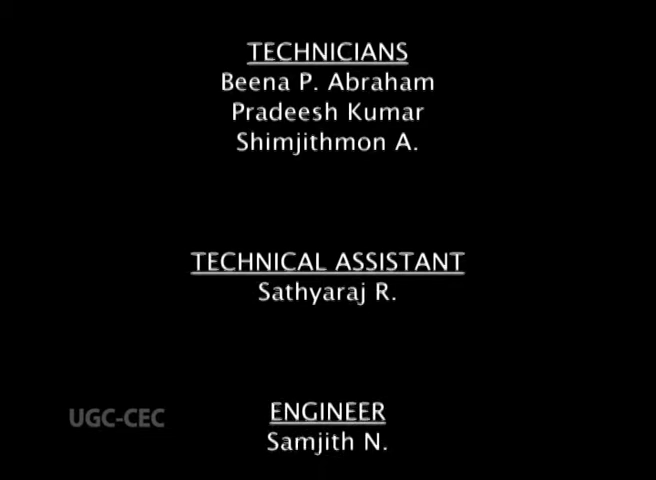 TECHNICIANS
Beena P. Abraham
Pradeesh Kumar
Shimjithmon A.
TECHNICAL ASSISTANT
Sathyaraj R.
UGC-CEC
ENGINEER
Samjith N.